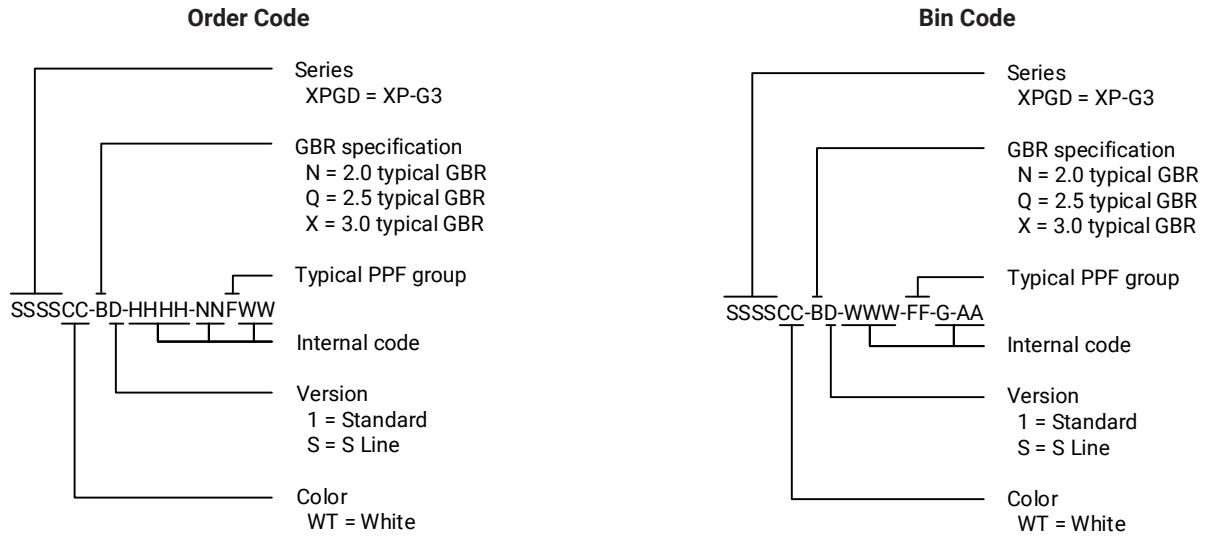 Order Code
Series
XPGD = XP-G3
GBR specification
N = 2.0 typical GBR
Q = 2.5 typical GBR
X = 3.0 typical GBR
Typical PPF group
SSSSCC-BD-HHHH-NNFWW
Internal code
Version
1 = Standard
S = S Line
Color
WT = White
Bin Code
Series
XPGD = XP-G3
GBR specification
N = 2.0 typical GBR
Q = 2.5 typical GBR
X = 3.0 typical GBR
Typical PPF group
SSSSCC-BD-WWW-FF-G-AA
Internal code
Version
1 = Standard
S = S Line
Color
WT = White